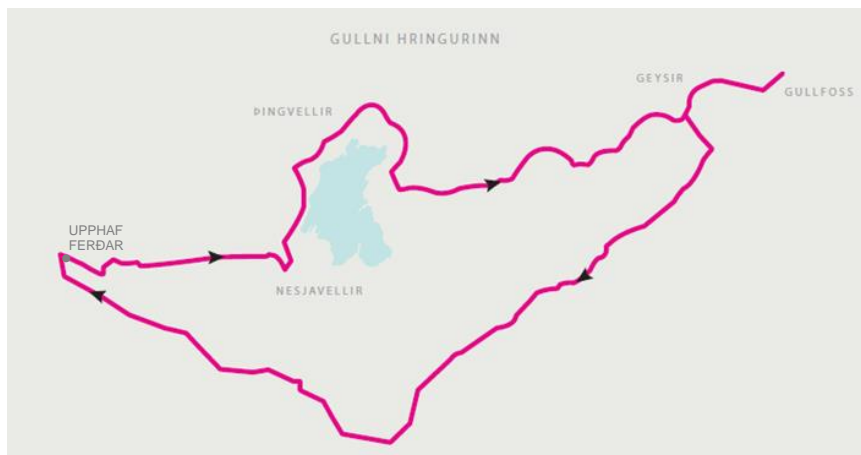 GULLNI HRINGURINN
GEYSIR
GULLFOSS
ÞINGVELLIR
UPPHAF
FERÐAR
NESJAVELLIR